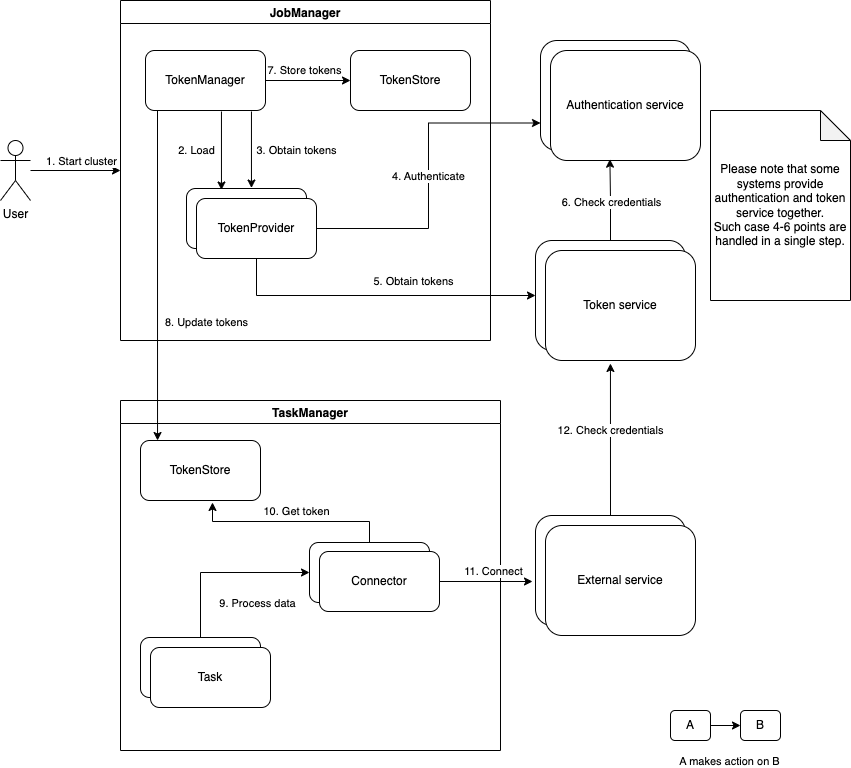 JobManager
TokenManager
7. Store tokens
TokenStore
Authentication service
2. Load
3. Obtain tokens
1. Start cluster
User
4. Authenticate
Please note that some
systems provide
authentication and token
service together.
Such case 4-6 points are
handled in a single step.
6. Check credentials
TokenProvider
5. Obtain tokens
Token service
8. Update tokens
TaskManager
12. Check credentials
TokenStore
10. Get token
Connector
11. Connect
External service
9. Process data
Task
A
B
A makes action on B